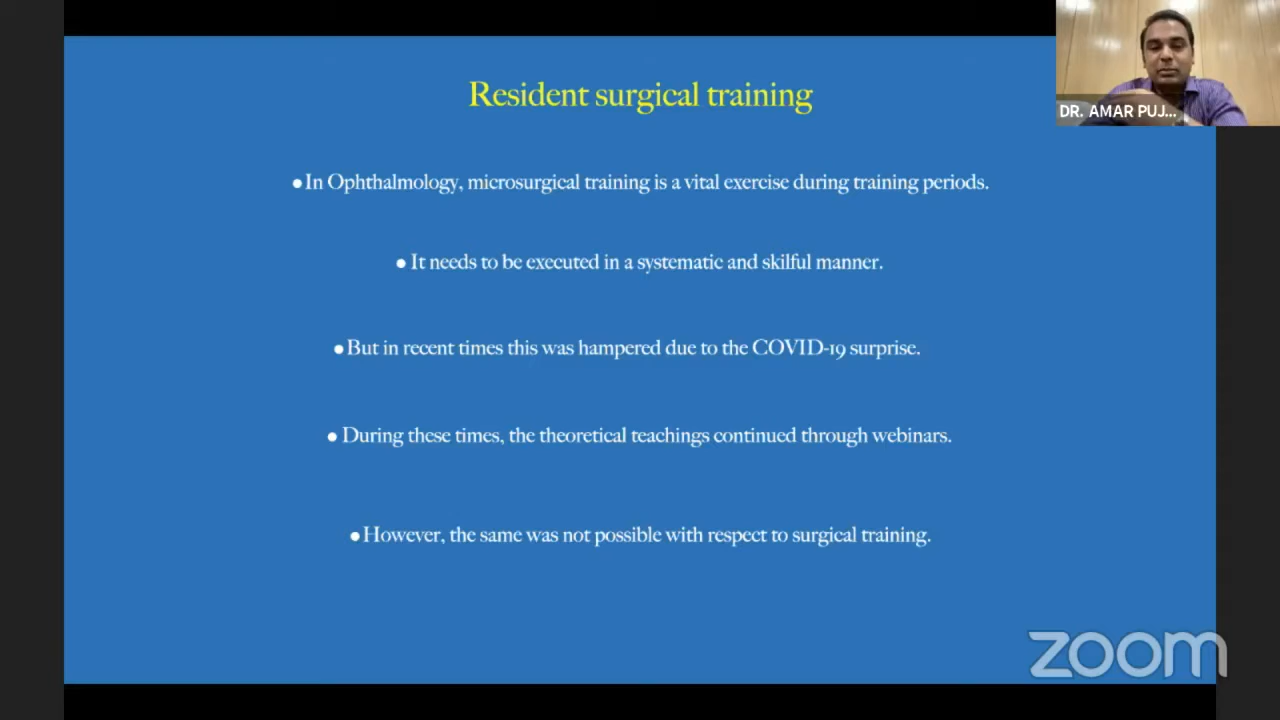 Resident surgical training
DR. AMAR PUJ...
•In Ophthalmology, microsurgical training is a vital exercise during training periods.
• It needs to be executed in a systematic and skilful manner.
•But in recent times this was hampered due to the COVID-19 surprise.
• During these times, the theoretical teachings continued through webinars.
•However, the same was not possible with respect to surgical training.
zoom